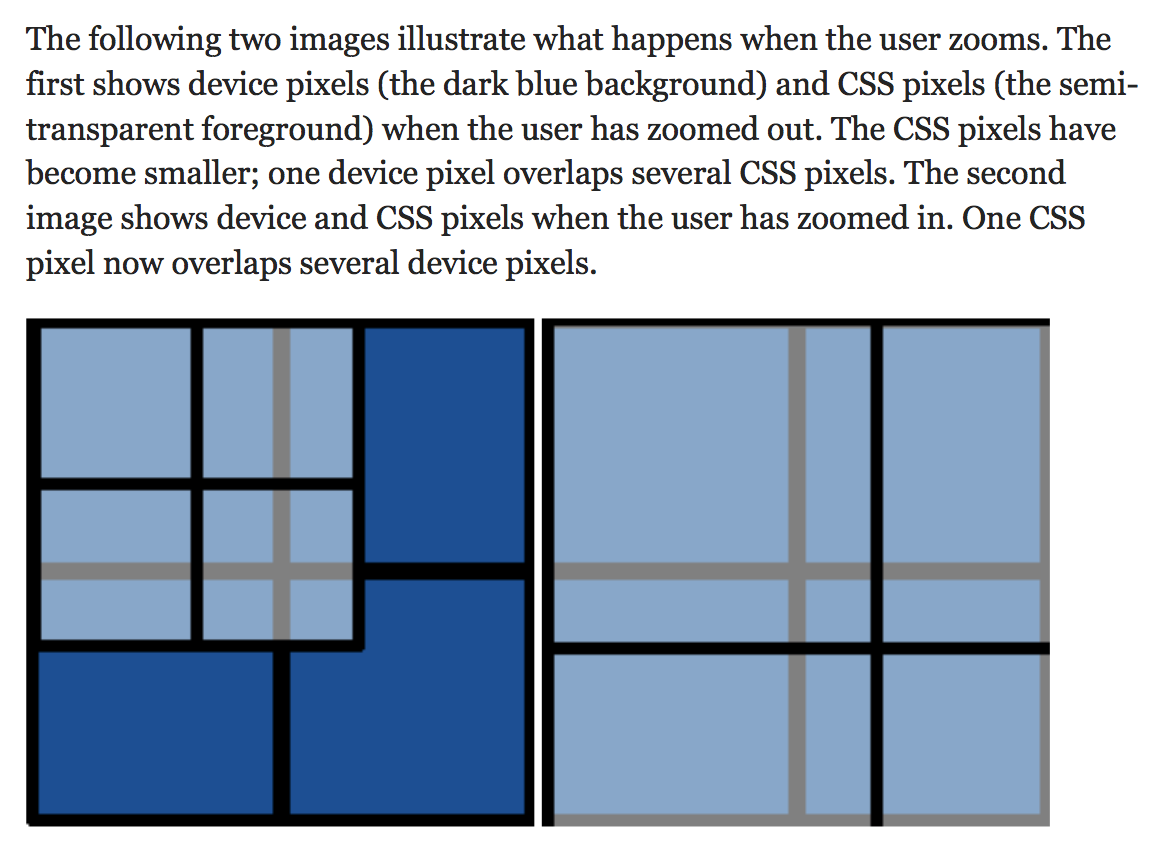 The following two images illustrate what happens when the user zooms. The
first shows device pixels (the dark blue background) and CSS pixels (the semi-
transparent foreground) when the user has zoomed out. The CSS pixels have
become smaller; one device pixel overlaps several CSS pixels. The second
image shows device and CSS pixels when the user has zoomed in. One CSS
pixel now overlaps several device pixels.